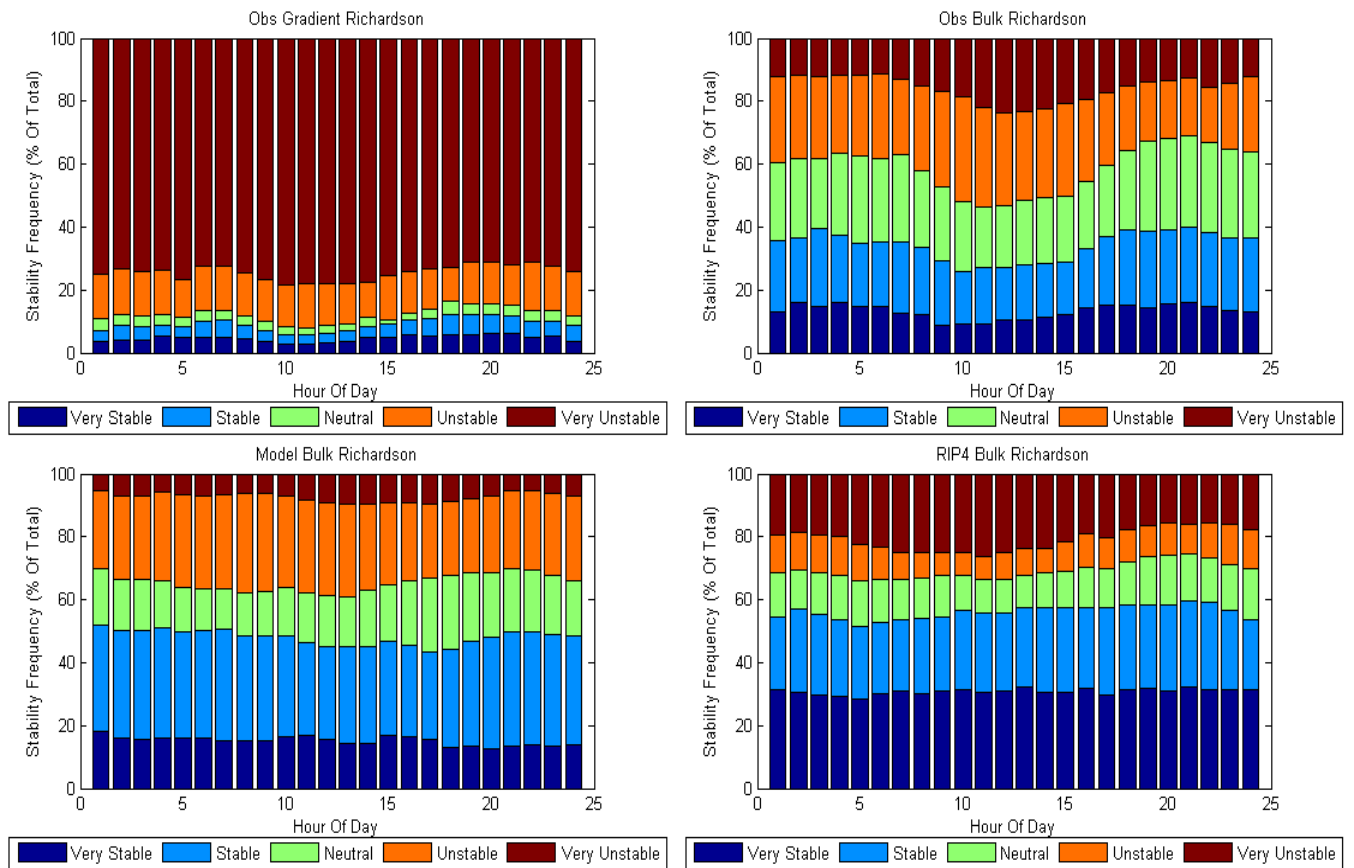 Obs Gradient Richardson
100
80
60
40
20
0
Stability Frequency (% Of Total)
0 5 10 15 20 25
Hour Of Day
Very Stable Stable Neutral Unstable Very Unstable
Obs Bulk Richardson
100
80
60
40
20
0
Stability Frequency (% Of Total)
0 5 10 15 20 25
Hour Of Day
Very Stable Stable Neutral Unstable Very Unstable
Model Bulk Richardson
100
80
60
40
20
0
Stability Frequency (% Of Total)
0 5 10 15 20 25
Hour Of Day
Very Stable Stable Neutral Unstable Very Unstable
RIP4 Bulk Richardson
100
80
60
40
20
0
Stability Frequency (% Of Total)
0 5 10 15 20 25
Hour Of Day
Very Stable Stable Neutral Unstable Very Unstable